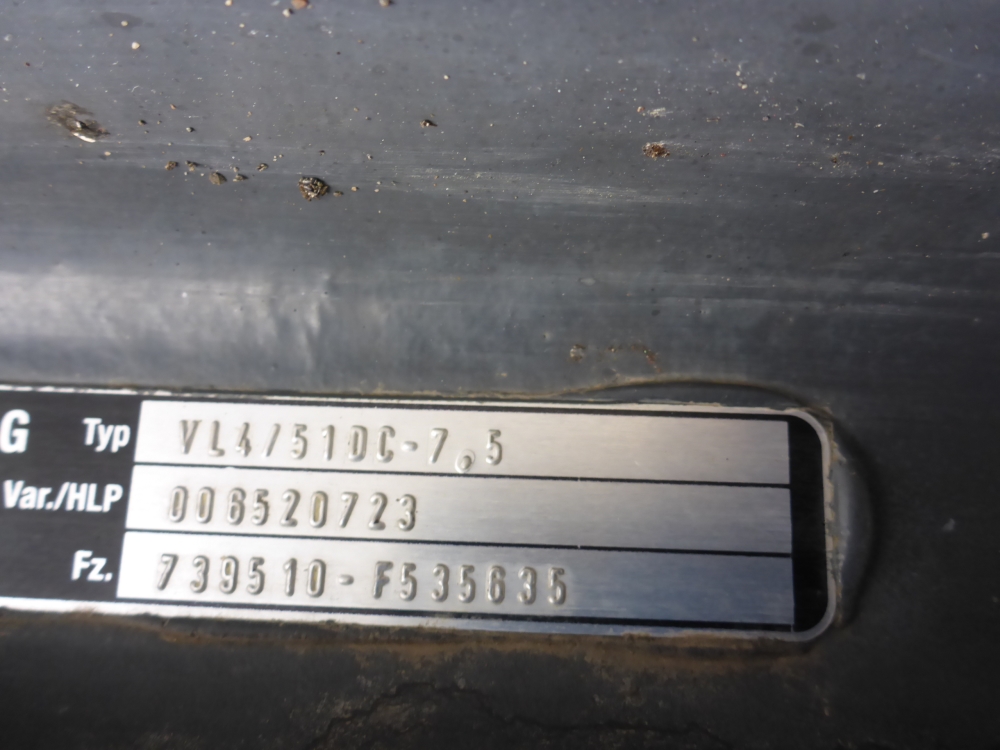 G Typ VL4/510C-7,5
Var./HLP 006520723
Fz. 739510-F535635